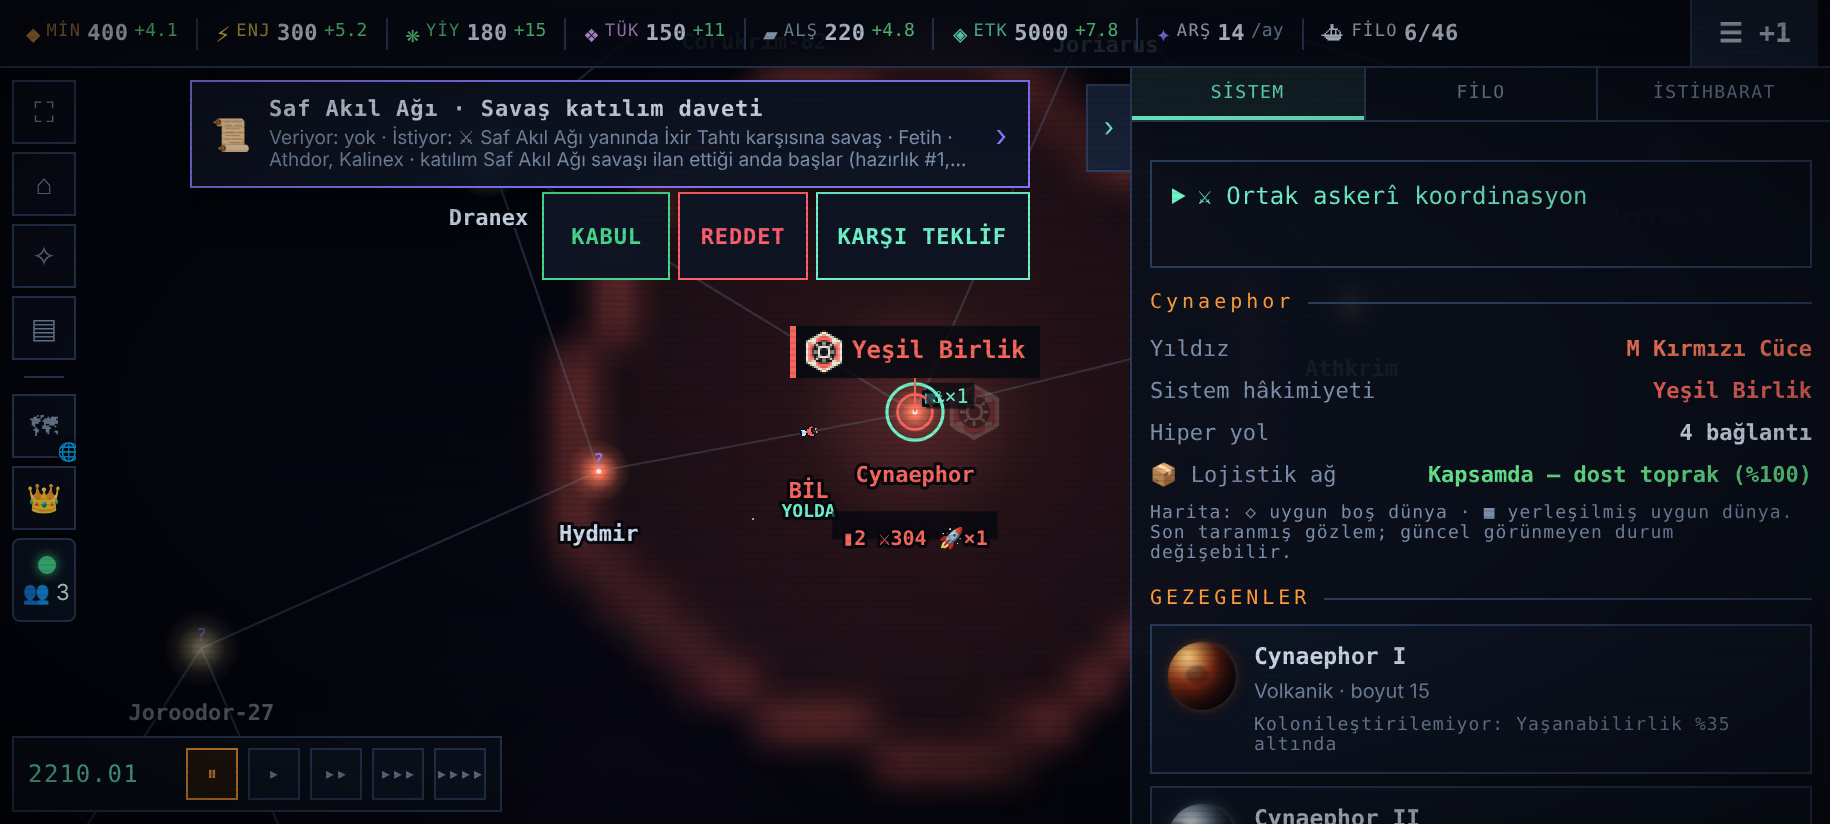 MİN 400 +4.1 ENJ 300 +5.2 YİY 180 +15 TÜK 150 +11 ALŞ 220 +4.8 ETK 5000 +7.8 ARŞ 14 /ay FİLO 6/46 ☰ +1
Corukrim-82
Joriarus
Saf Akıl Ağı · Savaş katılım daveti
Veriyor: yok · İstiyor: ⚔ Saf Akıl Ağı yanında İxir Tahtı karşısına savaş · Fetih ·
Athdor, Kalinex · katılım Saf Akıl Ağı savaşı ilan ettiği anda başlar (hazırlık #1,...
Dranex
KABUL
REDDET
KARŞI TEKLİF
Yeşil Birlik
×1
Cynaephor
BİL
YOLDA
2 ⚔304 🚀×1
?
Hydmir
?
Joroodor-27
👥 3
2210.01
SİSTEM
FİLO
İSTİHBARAT
▶ ⚔ Ortak askerî koordinasyon
Cynaephor
Yıldız M Kırmızı Cüce
Athkrim
Sistem hâkimiyeti Yeşil Birlik
Hiper yol 4 bağlantı
📦 Lojistik ağ Kapsamda — dost toprak (%100)
Harita: ◇ uygun boş dünya · ■ yerleşilmiş uygun dünya.
Son taranmış gözlem; güncel görünmeyen durum
değişebilir.
GEZEGENLER
Cynaephor I
Volkanik · boyut 15
Kolonileştirilemiyor: Yaşanabilirlik %35
altında
Cynaephor II